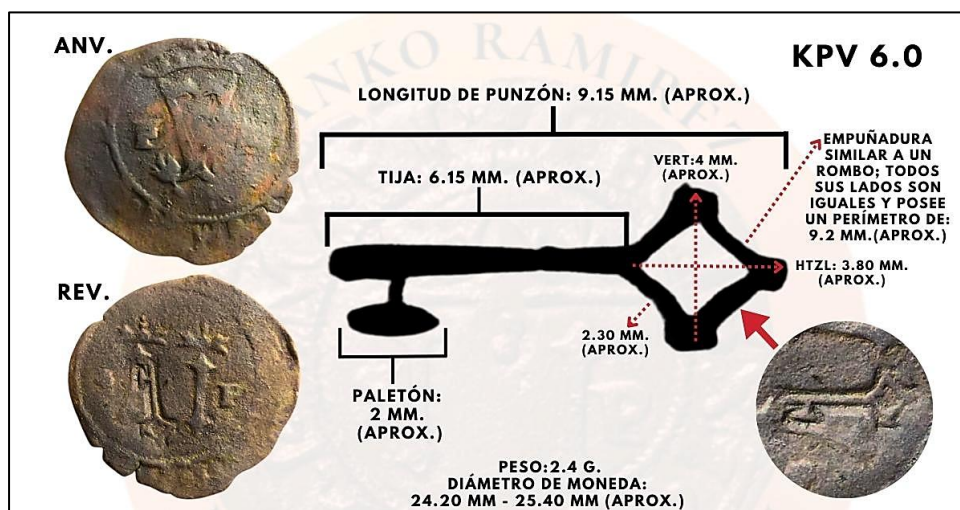 ANV.
ANKO RAMIREZ
KPV 6.0
LONGITUD DE PUNZÓN: 9.15 MM. (APROX.)
TIJA: 6.15 MM. (APROX.)
VERT:4 MM.
(APROX.)
EMPUÑADURA
SIMILAR A UN
ROMBO; TODOS
SUS LADOS SON
IGUALES Y POSEE
UN PERÍMETRO DE:
9.2 MM.(APROX.)
HTZL: 3.80 MM.
(APROX.)
REV.
2.30 MM.
(APROX.)
PALETÓN:
2 MM.
(APROX.)
PESO:2.4 G.
DIÁMETRO DE MONEDA:
24.20 MM - 25.40 MM (APROX.)